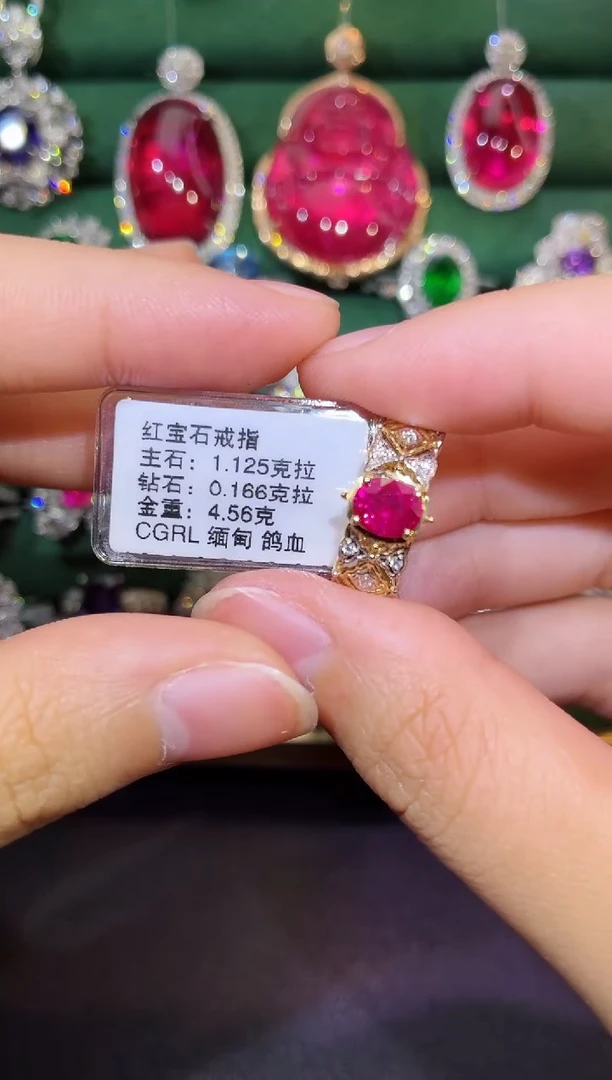 红宝石戒指
主石：1.125克拉
钻石：0.166克拉
金重：4.56克
CGRL 缅甸 鸽血